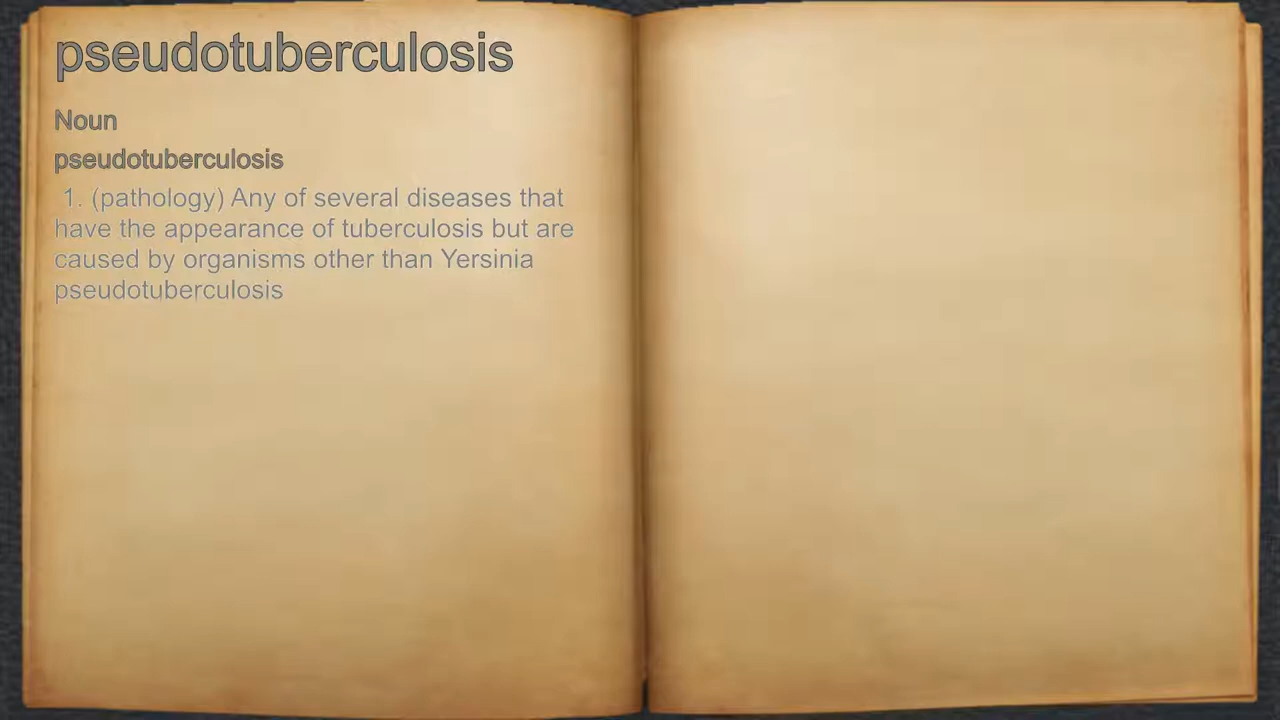 pseudotuberculosis
Noun
pseudotuberculosis
1. (pathology) Any of several diseases that
have the appearance of tuberculosis but are
caused by organisms other than Yersinia
pseudotuberculosis